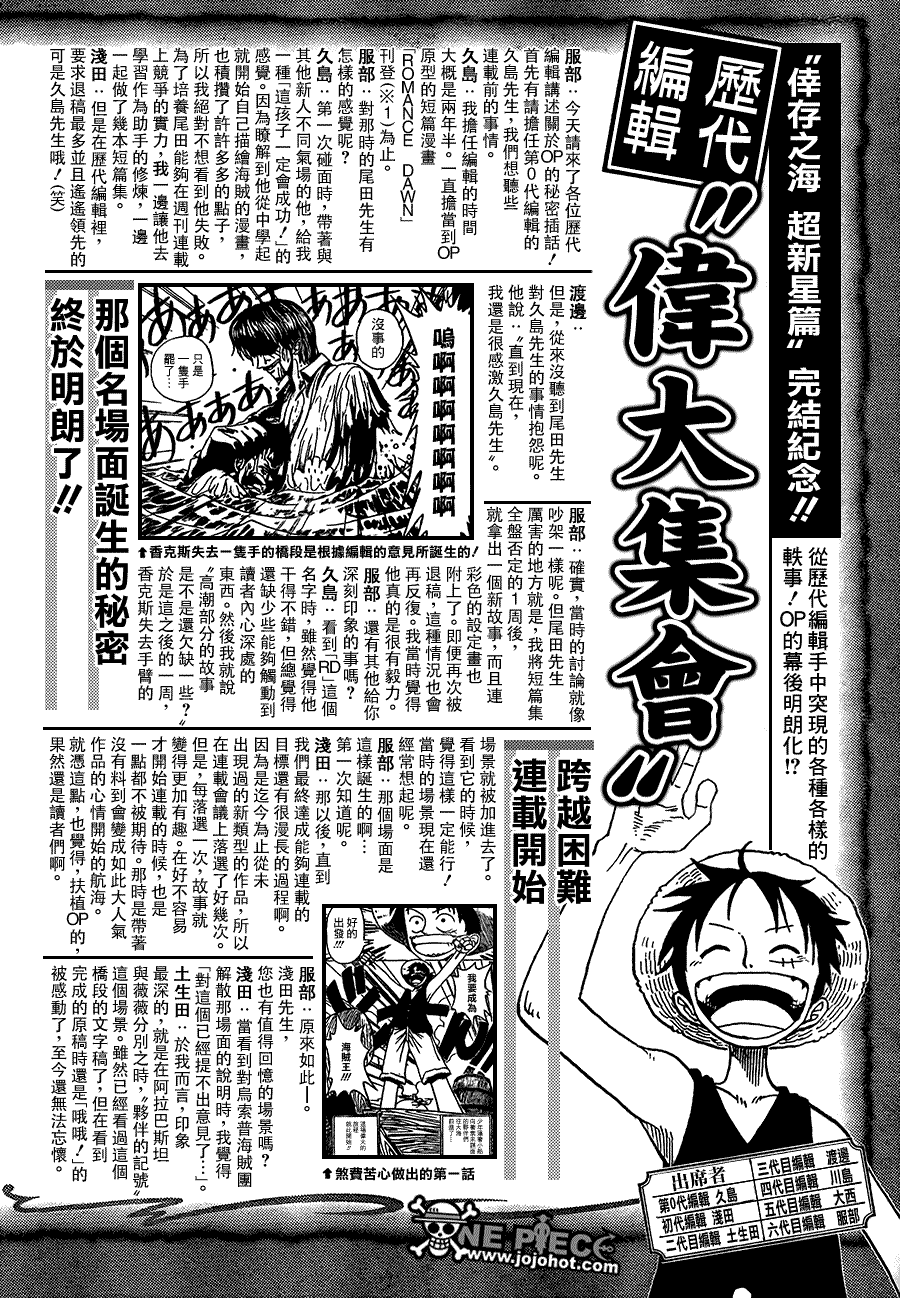 “倖存之海 超新星篇” 完結紀念!!
從歷代編輯手中突現的各種各樣的
軼事！OP的幕後明朗化!?
歷代
編輯
“偉大集會”
服部：今天請來了各位歷代
編輯講述關於OP的秘密插話！
首先有請擔任第0代編輯的
久島先生，我們想聽些
連載前的事情。
久島：我擔任編輯的時間
大概是兩年半。一直擔當到OP
原型的短篇漫畫
「ROMANCE DAWN」
刊登(※1)為止。
服部：對那時的尾田先生有
怎樣的感覺呢？
久島：第一次碰面時，帶著與
其他新人不同氣場的他，給我
一種「這孩子一定會成功！」的
感覺。因為瞭解到他從中學起
就開始自己描繪海賊的漫畫，
也積攢了許許多多的點子，
所以我絕對不想看到他失敗。
為了培養尾田能夠在週刊連載
上競爭的實力，我一邊讓他去
學習作為助手的修煉，一邊
一起做了幾本短篇集。
淺田：但是在歷代編輯裡，
要求退稿最多並且遙遙領先的
可是久島先生哦！(笑)
渡邊：
但是，從來沒聽到尾田先生
對久島先生的事情抱怨呢。
他說：“直到現在，
我還是很感激久島先生”。
嗚啊啊啊啊啊啊啊啊
沒事的
只是
一隻手
罷了…
あぁ
あぁ
あぁ
⬆香克斯失去一隻手的橋段是根據編輯的意見所誕生的！
那個名場面誕生的秘密
終於明朗了!!
服部：確實，當時的討論就像
吵架一樣呢。但尾田先生
厲害的地方就是，我將短篇集
全盤否定的1周後，
就拿出一個新故事，而且連
彩色的設定畫也
附上了。即便再次被
退稿，這種情況也會
再反復。我當時覺得
他真的是很有毅力。
服部：還有其他給你
深刻印象的事嗎？
久島：看到「RD」這個
名字時，雖然覺得他
干得不錯，但總覺得
還缺少些能夠觸動到
讀者內心深處的
東西。然後我就說
“高潮部分的故事
是不是還欠缺一些？”
於是這之後的一周，
香克斯失去手臂的
跨越困難
連載開始
場景就被加進去了。
看到它的時候，
覺得這樣一定能行！
當時的場景現在還
經常想起呢。
服部：那個場面是
這樣誕生的啊…
第一次知道呢。
淺田：那以後，直到
我們最終達成能夠連載的
目標還有很漫長的過程啊。
因為是迄今為止從未
出現過的新類型的作品，所以
在連載會議上落選了好幾次。
但是，每落選一次，故事就
變得更加有趣。在好不容易
才開始連載的時候，也是
一點都不被期待。那時是帶著
沒有料到會變成如此大人氣
作品的心情開始的航海。
就憑這點，也覺得，扶植OP的，
果然還是讀者們啊。
好的
出發!!!
我要成為
海賊王!!!
⬆煞費苦心做出的第一話
服部：原來如此—。
淺田先生，
您也有值得回憶的場景嗎？
淺田：當看到對烏索普海賊團
解散那場面的說明時，我覺得
「對這個已經提不出意見了…」。
土生田：於我而言，印象
最深的，就是在阿拉巴斯坦
與薇薇分別之時，“夥伴的記號”
這個場景。雖然已經看過這個
橋段的文字稿了，但在看到
完成的原稿時還是「哦哦！」的
被感動了，至今還無法忘懷。
出席者
第0代編輯 久島
初代編輯 淺田
二代目編輯 土生田
三代目編輯 渡邊
四代目編輯 川島
五代目編輯 大西
六代目編輯 服部
ONE PIECE
www.jojohot.com